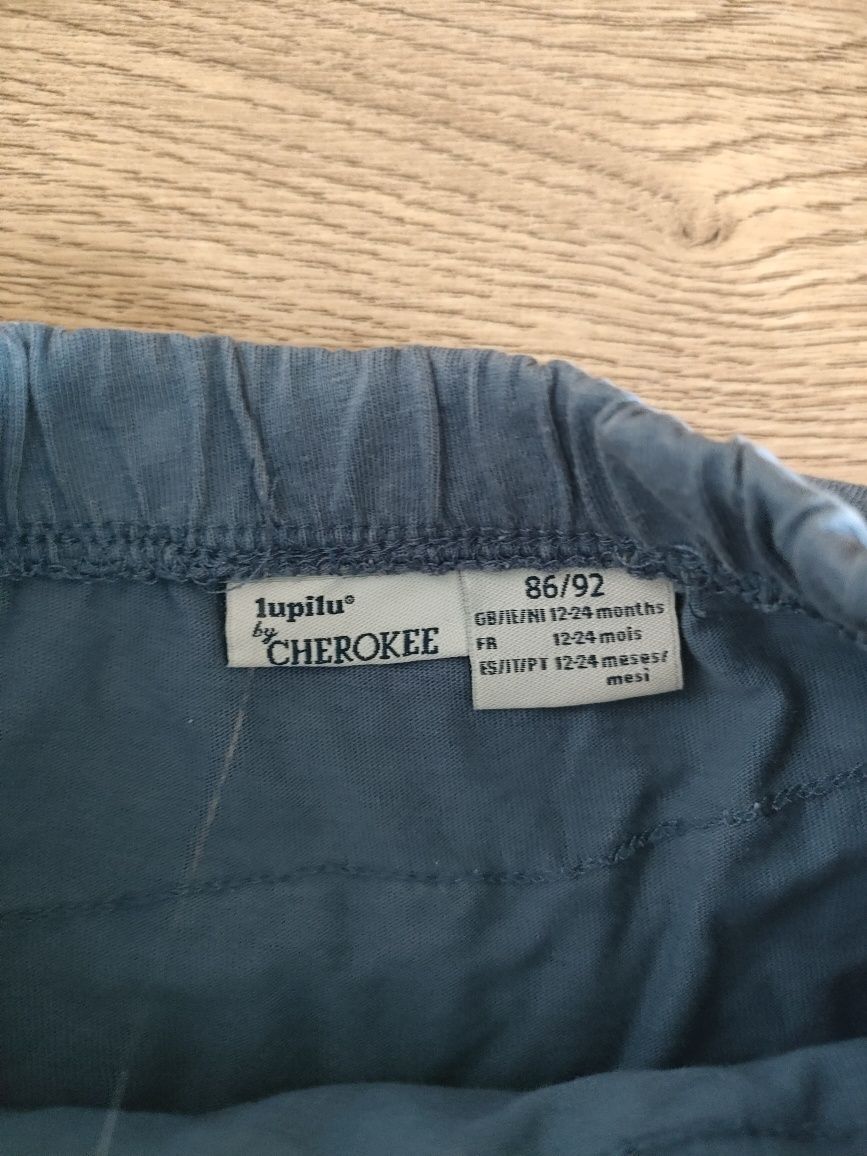 lupilu®
by
CHEROKEE
86/92
GB/IE/NI 12-24 months
FR 12-24 mois
ES/IT/PT 12-24 meses/
mesi